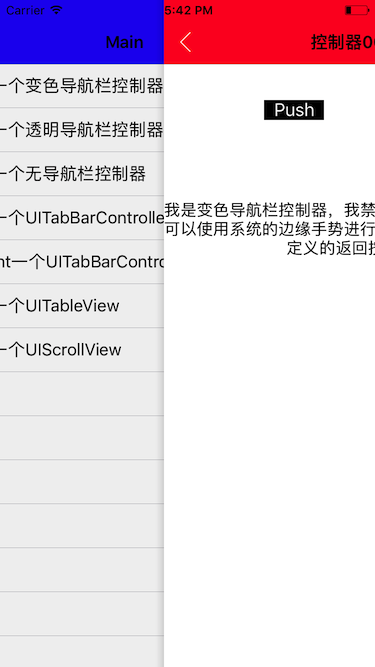 Carrier
5:42 PM
Main
控制器0
一个变色导航栏控制器
一个透明导航栏控制器
一个无导航栏控制器
一个UITabBarControlle
nt一个UITabBarContro
一个UITableView
一个UIScrollView
Push
我是变色导航栏控制器，我禁
可以使用系统的边缘手势进行
定义的返回